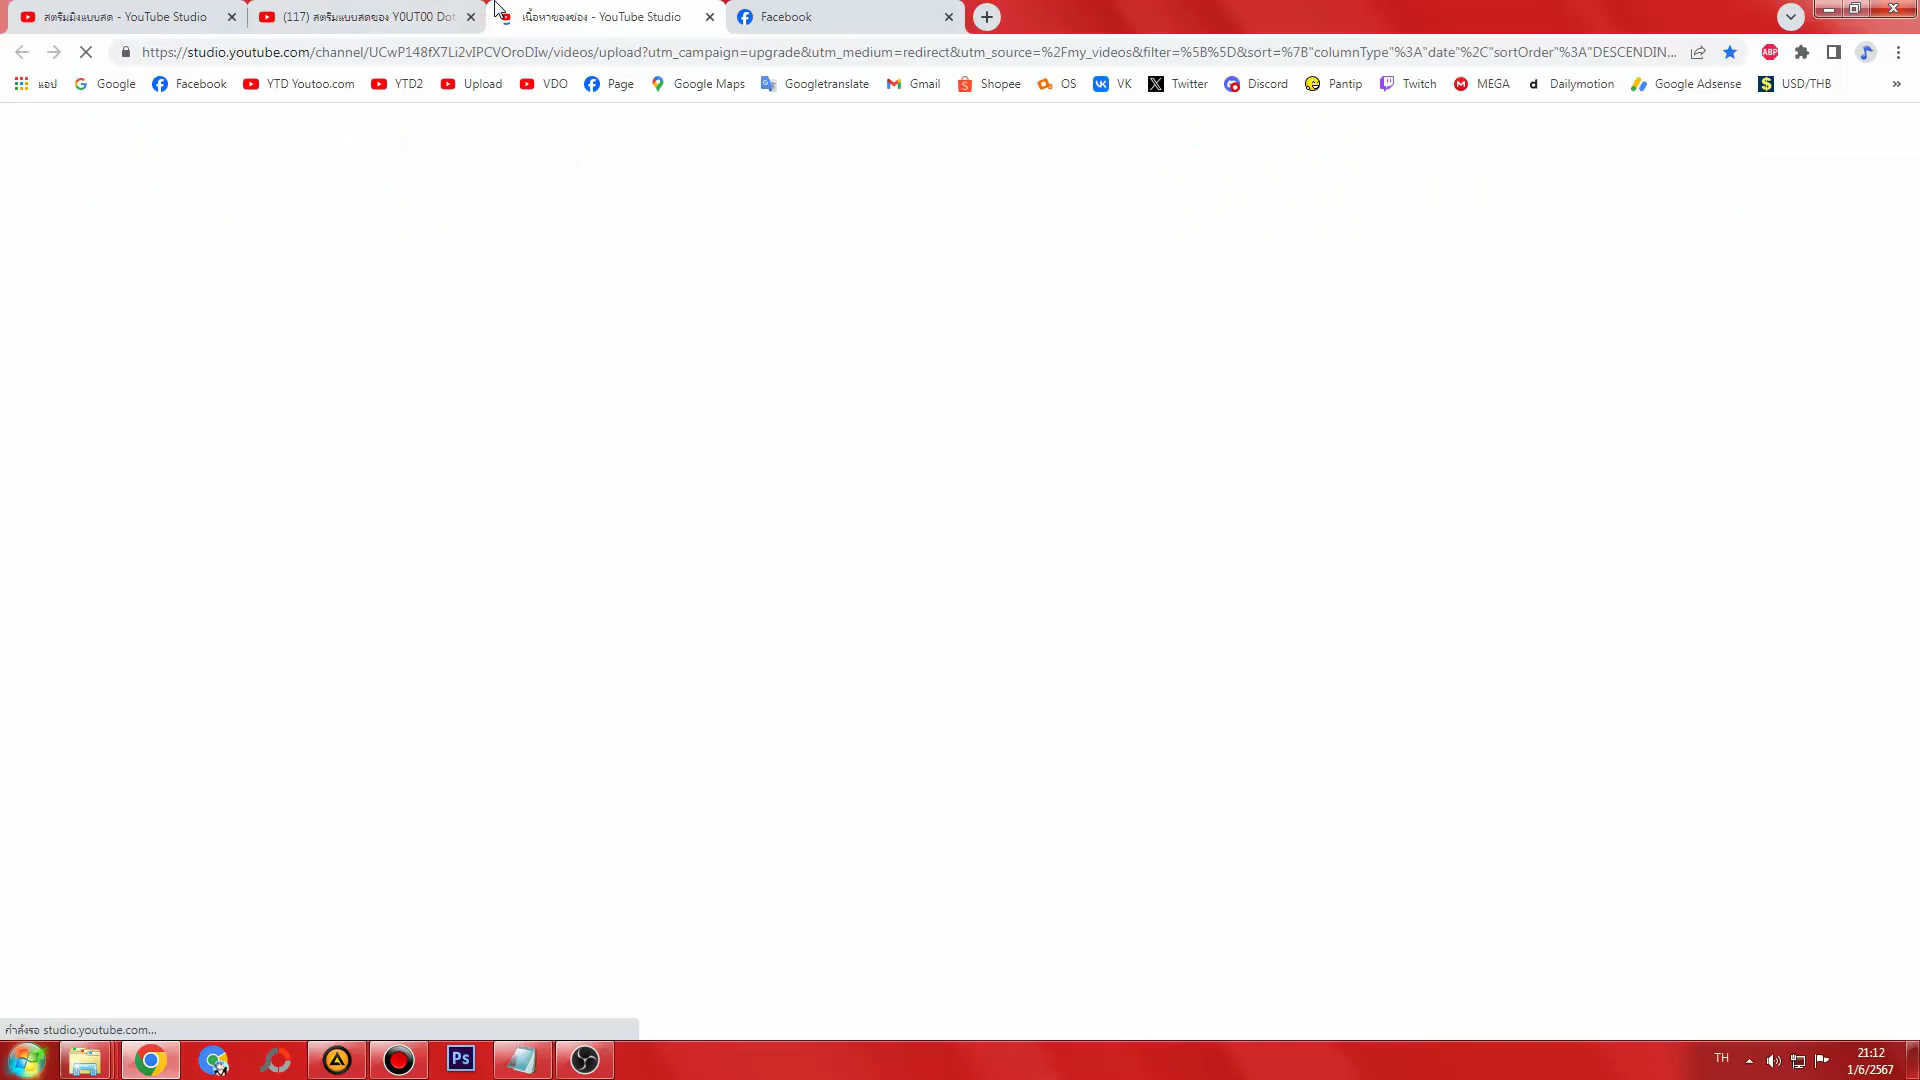 สตรีมมิงแบบสด - YouTube Studio
(117) สตรีมแบบสดของ Y0UT00 Dot
เนื้อหาของช่อง - YouTube Studio
Facebook
https://studio.youtube.com/channel/UCwP148fX7Li2vIPCVOroDIw/videos/upload?utm_campaign=upgrade&utm_medium=redirect&utm_source=%2Fmy_videos&filter=%5B%5D&sort=%7B"columnType"%3A"date"%2C"sortOrder"%3A"DESCENDIN...
ABP
แอป Google Facebook YTD Youtoo.com YTD2 Upload VDO Page Google Maps Googletranslate Gmail Shopee OS VK Twitter Discord Pantip Twitch MEGA Dailymotion Google Adsense USD/THB »
กำลังรอ studio.youtube.com...
Ps
TH
21:12
1/6/2567